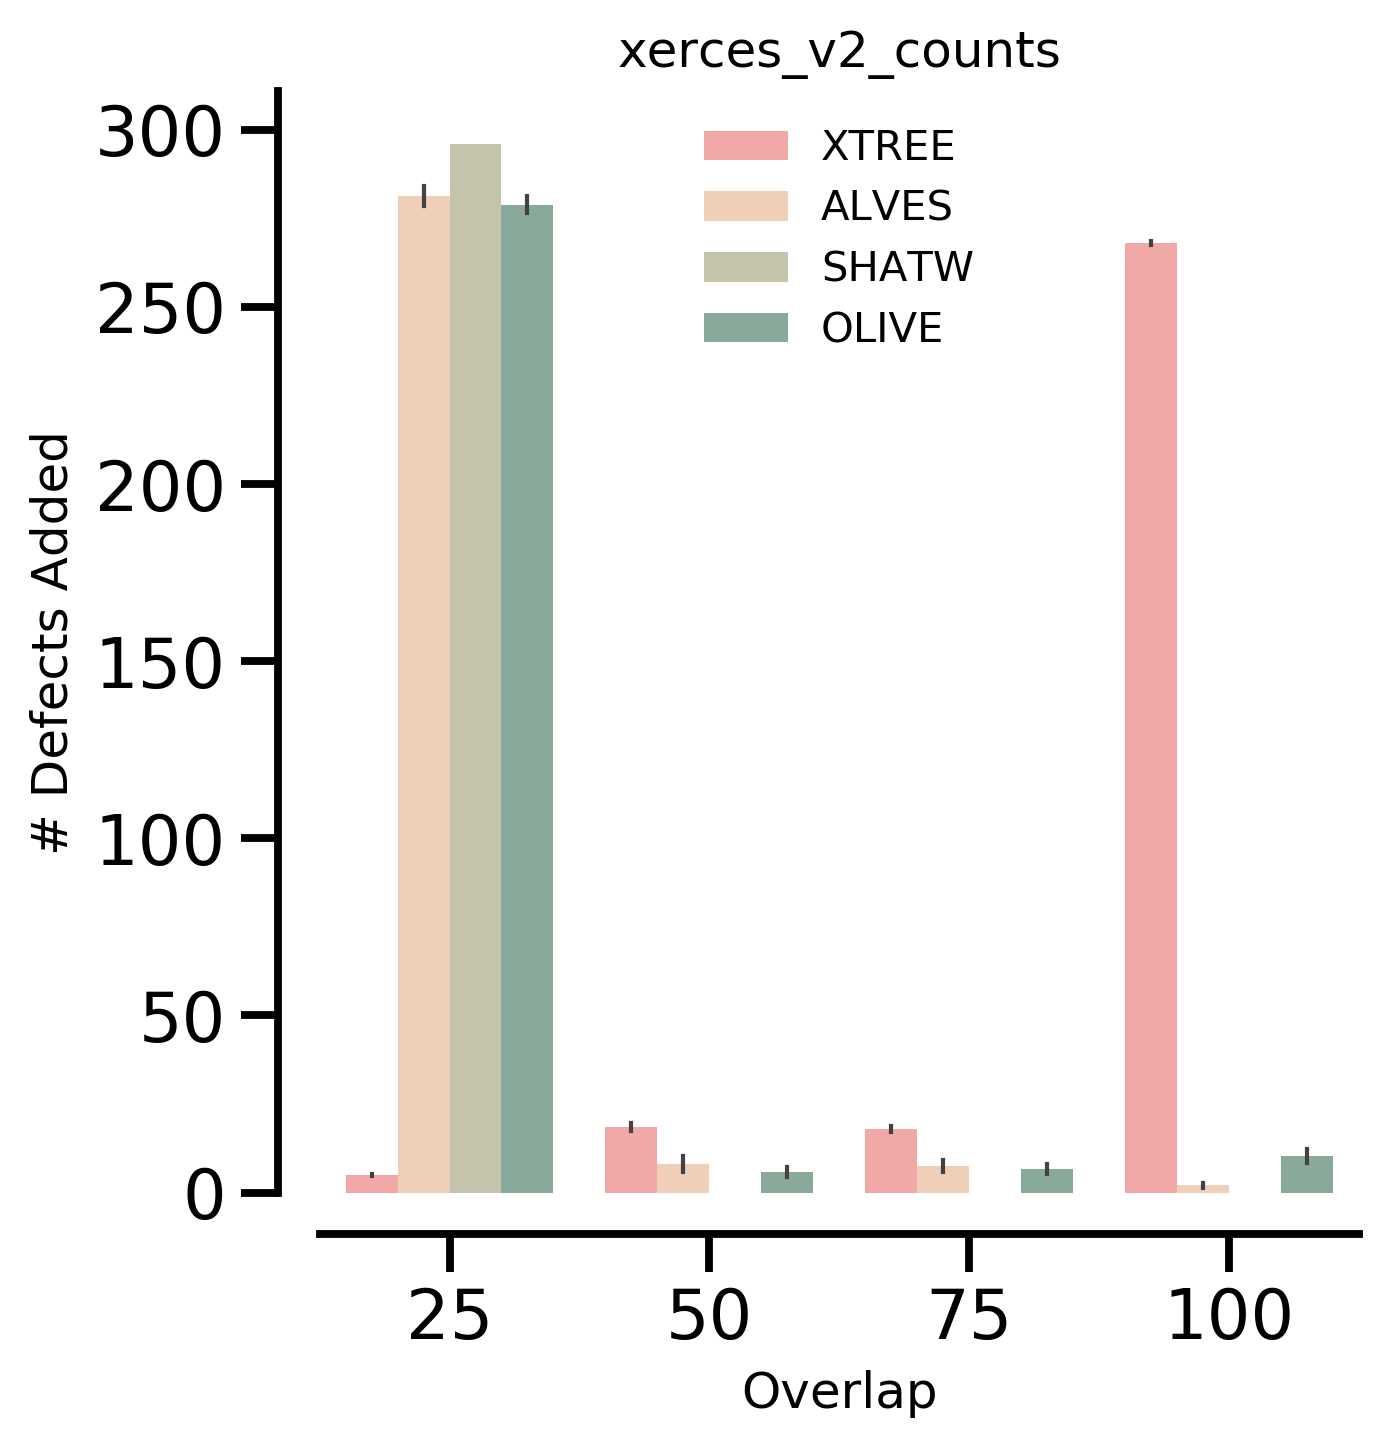 xerces_v2_counts
XTREE
ALVES
SHATW
OLIVE
# Defects Added
300
250
200
150
100
50
0
25 50 75 100
Overlap